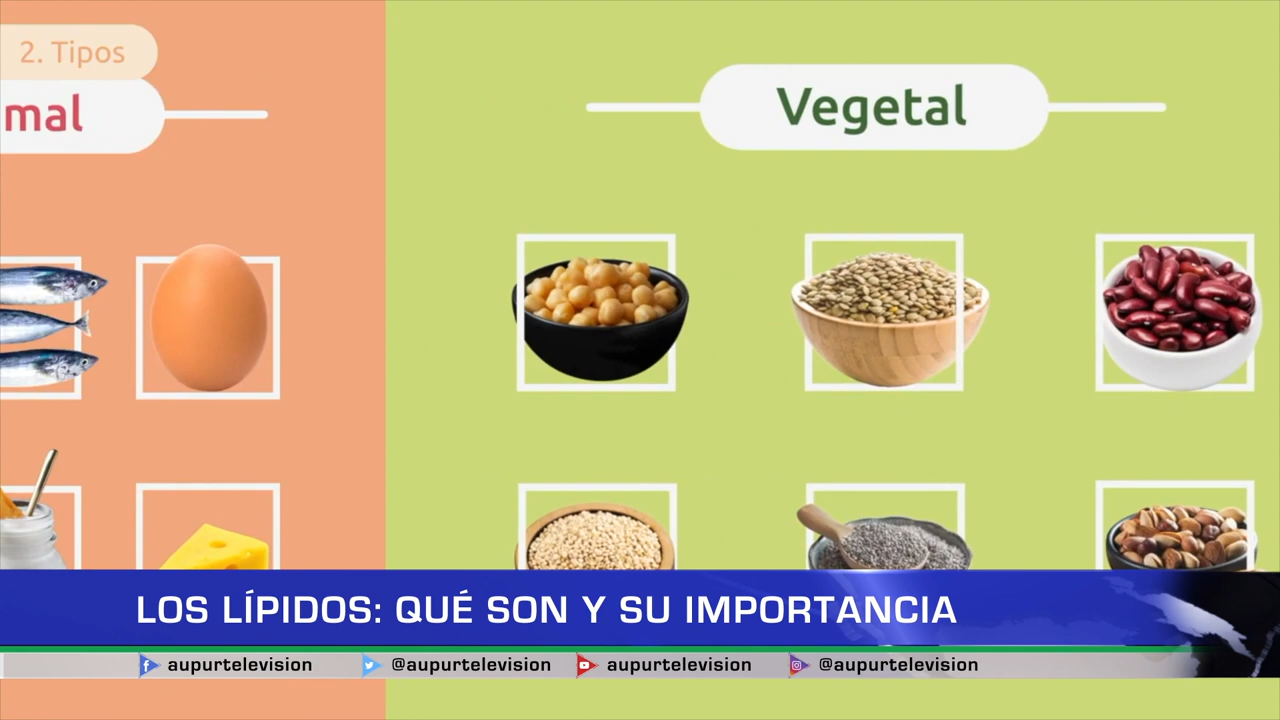 2. Tipos
mal
Vegetal
LOS LÍPIDOS: QUÉ SON Y SU IMPORTANCIA
aupurtelevision @aupurtelevision aupurtelevision @aupurtelevision